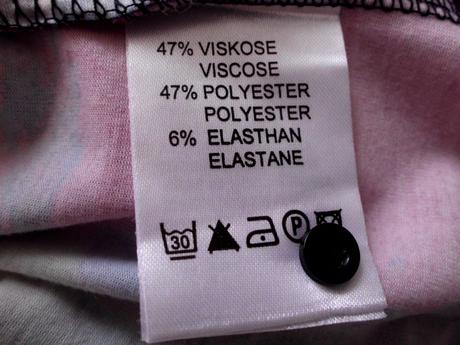 47% VISKOSE
VISCOSE
47% POLYESTER
POLYESTER
6% ELASTHAN
ELASTANE
30 P